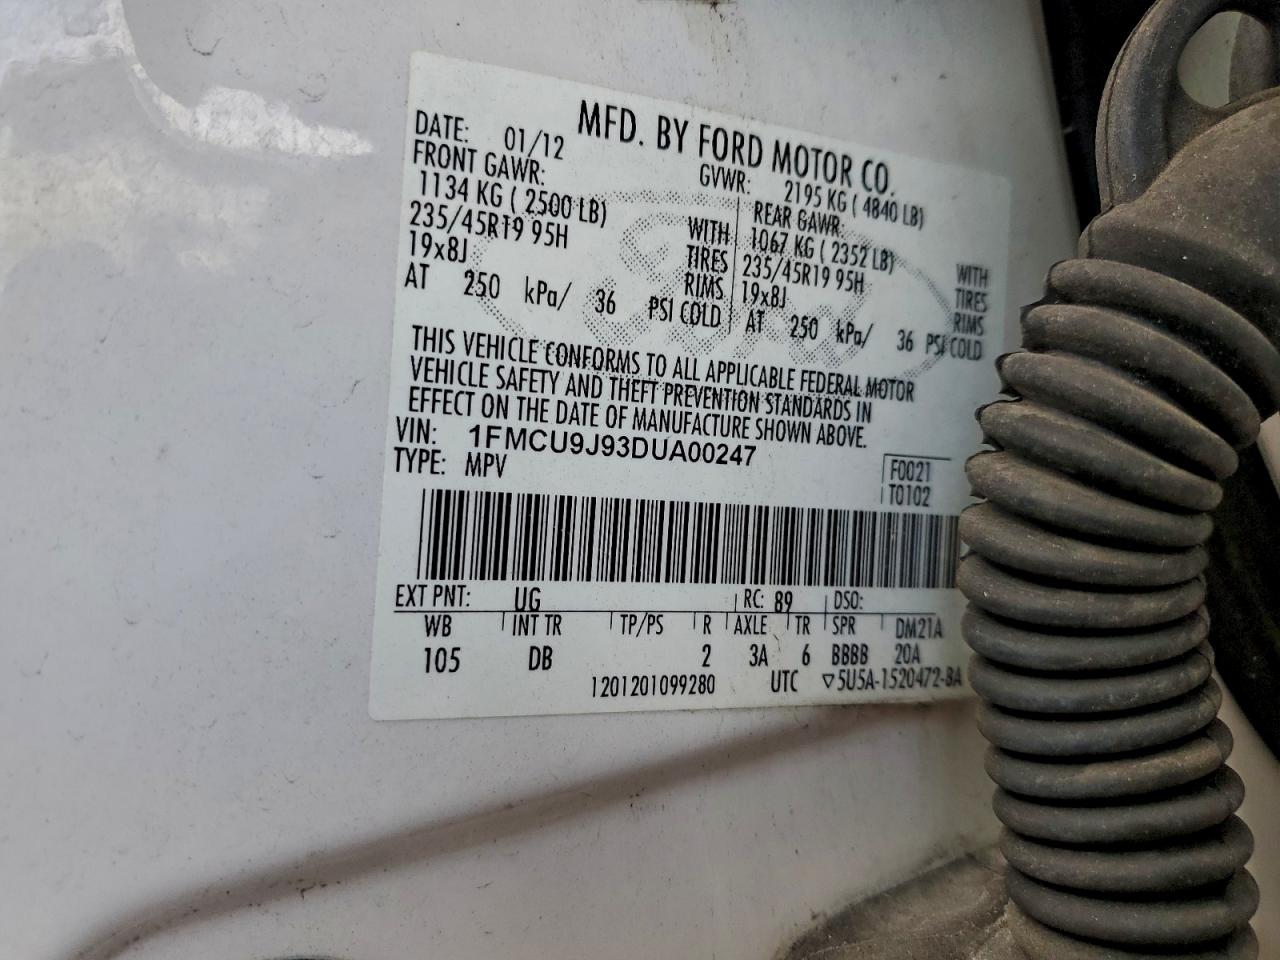 MFD. BY FORD MOTOR CO.
DATE: 01/12 GVWR: 2195 KG ( 4840 LB)
FRONT GAWR: REAR GAWR:
1134 KG ( 2500 LB) 1067 KG ( 2352 LB)
235/45R19 95H WITH TIRES 235/45R19 95H WITH TIRES
19x8J RIMS 19x8J RIMS
AT 250 kPa/ 36 PSI COLD AT 250 kPa/ 36 PSI COLD
THIS VEHICLE CONFORMS TO ALL APPLICABLE FEDERAL MOTOR
VEHICLE SAFETY AND THEFT PREVENTION STANDARDS IN
EFFECT ON THE DATE OF MANUFACTURE SHOWN ABOVE.
VIN: 1FMCU9J93DUA00247
TYPE: MPV
F0021
T0102
EXT PNT: UG RC: 89 DSO:
WB INT TR TP/PS R AXLE TR SPR DM21A
105 DB 2 3A 6 BBBB 20A
1201201099280 UTC ▽5U5A-1520472-BA